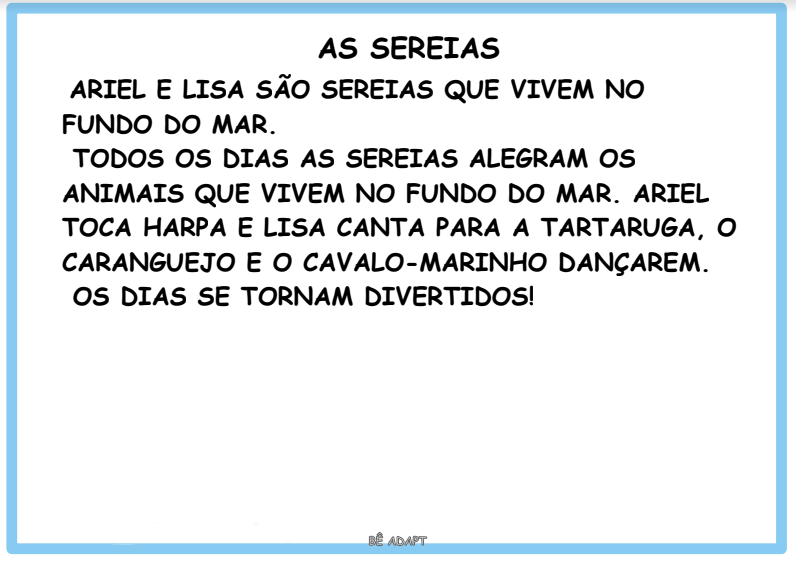 AS SEREIAS
ARIEL E LISA SÃO SEREIAS QUE VIVEM NO
FUNDO DO MAR.
TODOS OS DIAS AS SEREIAS ALEGRAM OS
ANIMAIS QUE VIVEM NO FUNDO DO MAR. ARIEL
TOCA HARPA E LISA CANTA PARA A TARTARUGA, O
CARANGUEJO E O CAVALO-MARINHO DANÇAREM.
OS DIAS SE TORNAM DIVERTIDOS!
BÊ ADAPT